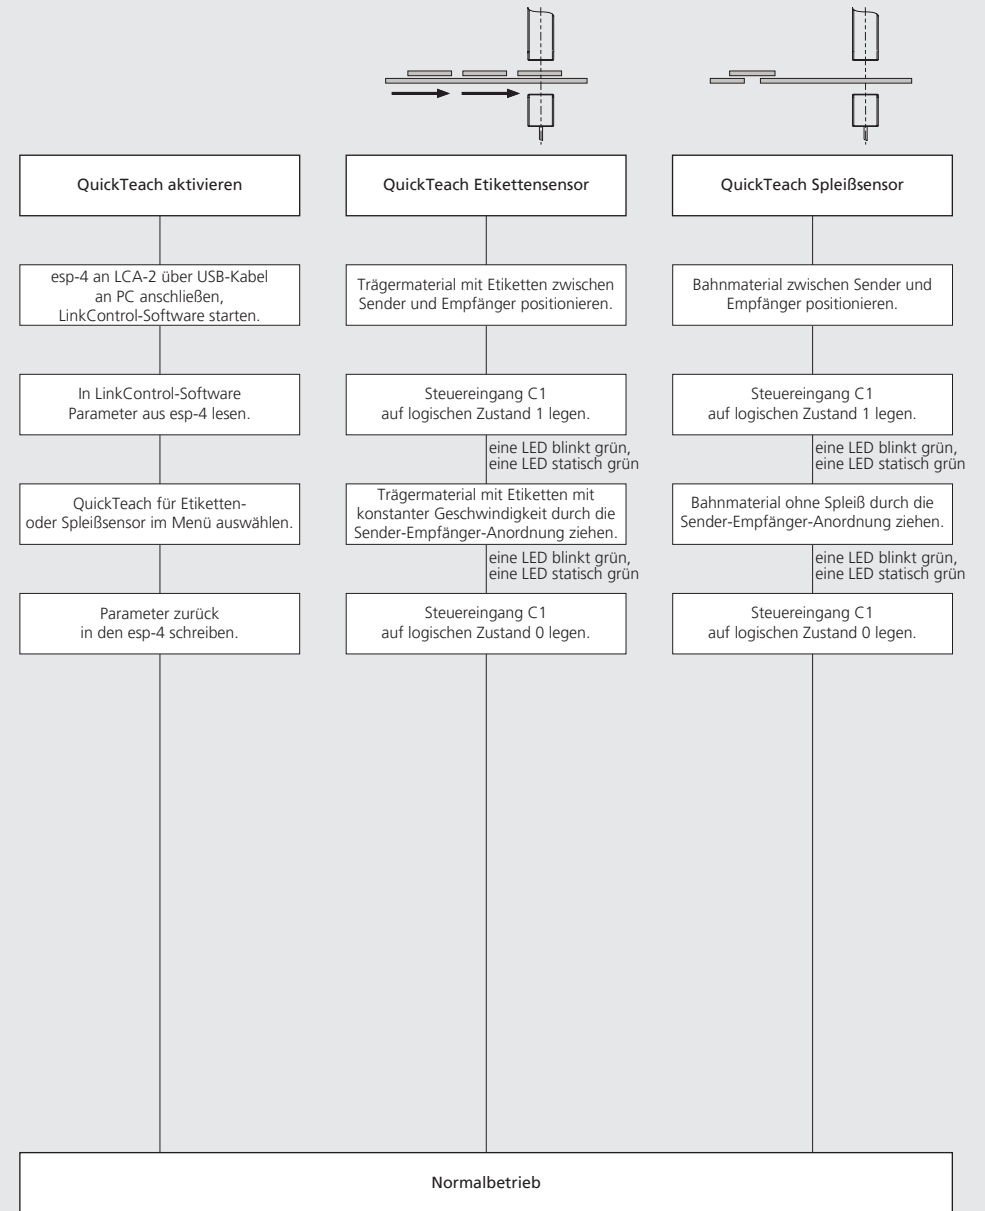 QuickTeach aktivieren
esp-4 an LCA-2 über USB-Kabel
an PC anschließen,
LinkControl-Software starten.
In LinkControl-Software
Parameter aus esp-4 lesen.
QuickTeach für Etiketten-
oder Spleißsensor im Menü auswählen.
Parameter zurück
in den esp-4 schreiben.
QuickTeach Etikettensensor
Trägermaterial mit Etiketten zwischen
Sender und Empfänger positionieren.
Steuereingang C1
auf logischen Zustand 1 legen.
eine LED blinkt grün,
eine LED statisch grün
Trägermaterial mit Etiketten mit
konstanter Geschwindigkeit durch die
Sender-Empfänger-Anordnung ziehen.
eine LED blinkt grün,
eine LED statisch grün
Steuereingang C1
auf logischen Zustand 0 legen.
QuickTeach Spleißsensor
Bahnmaterial zwischen Sender und
Empfänger positionieren.
Steuereingang C1
auf logischen Zustand 1 legen.
eine LED blinkt grün,
eine LED statisch grün
Bahnmaterial ohne Spleiß durch die
Sender-Empfänger-Anordnung ziehen.
eine LED blinkt grün,
eine LED statisch grün
Steuereingang C1
auf logischen Zustand 0 legen.
Normalbetrieb